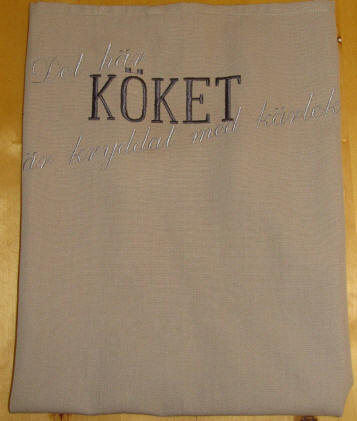 Det här
KÖKET
är kryddat med kärlek